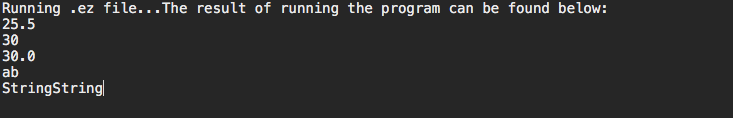 Running .ez file...The result of running the program can be found below:
25.5
30
30.0
ab
StringString